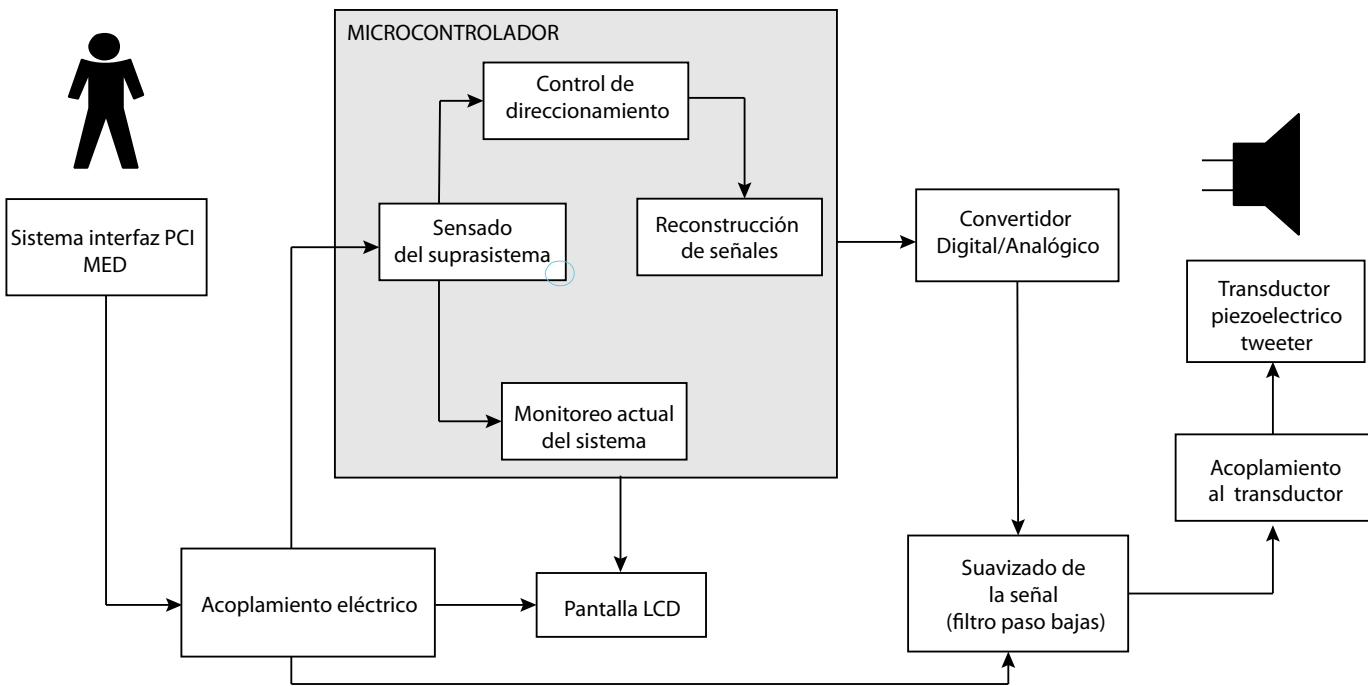 MICROCONTROLADOR
Control de
direccionamiento
Sistema interfaz PCI
MED
Sensado
del suprasistema
Reconstrucción
de señales
Convertidor
Digital/Analógico
Transductor
piezoelectrico
tweeter
Monitoreo actual
del sistema
Acoplamiento
al transductor
Acoplamiento eléctrico
Pantalla LCD
Suavizado de
la señal
(filtro paso bajas)